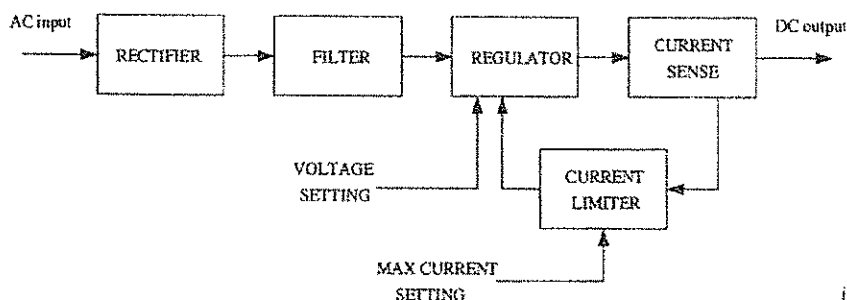 AC input
DC output
RECTIFIER
FILTER
REGULATOR
CURRENT
SENSE
VOLTAGE
SETTING
CURRENT
LIMITER
MAX CURRENT
SETTING
i